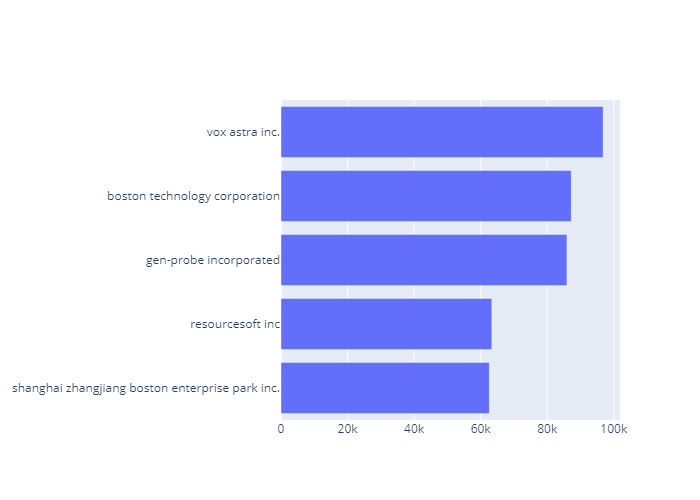 vox astra inc.
boston technology corporation
gen-probe incorporated
resourcesoft inc
shanghai zhangjiang boston enterprise park inc.
0 20k 40k 60k 80k 100k